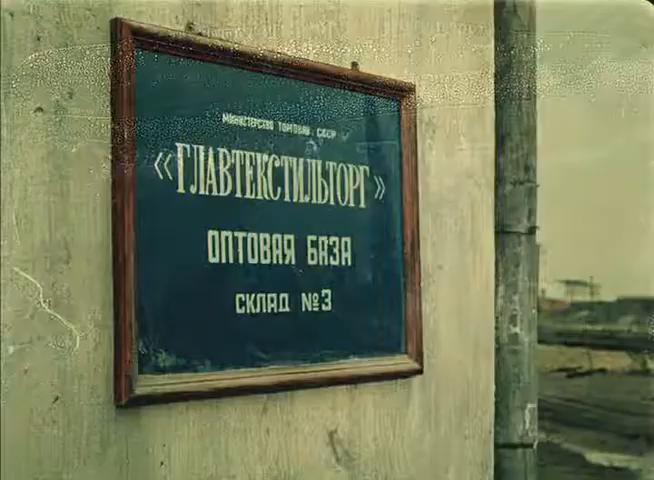 МИНИСТЕРСТВО ТОРГОВЛИ СССР
«ГЛАВТЕКСТИЛЬТОРГ»
ОПТОВАЯ БАЗА
СКЛАД №3